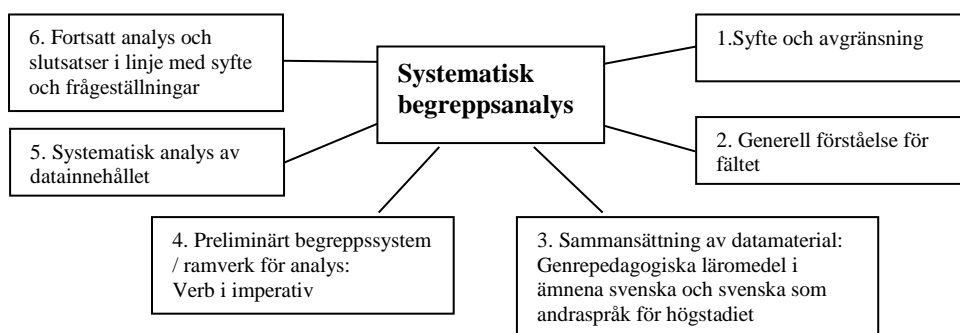 Systematisk
begreppsanalys
1.Syfte och avgränsning
2. Generell förståelse för
fältet
3. Sammansättning av datamaterial:
Genrepedagogiska läromedel i
ämnena svenska och svenska som
andraspråk för högstadiet
4. Preliminärt begreppssystem
/ ramverk för analys:
Verb i imperativ
5. Systematisk analys av
datainnehållet
6. Fortsatt analys och
slutsatser i linje med syfte
och frågeställningar